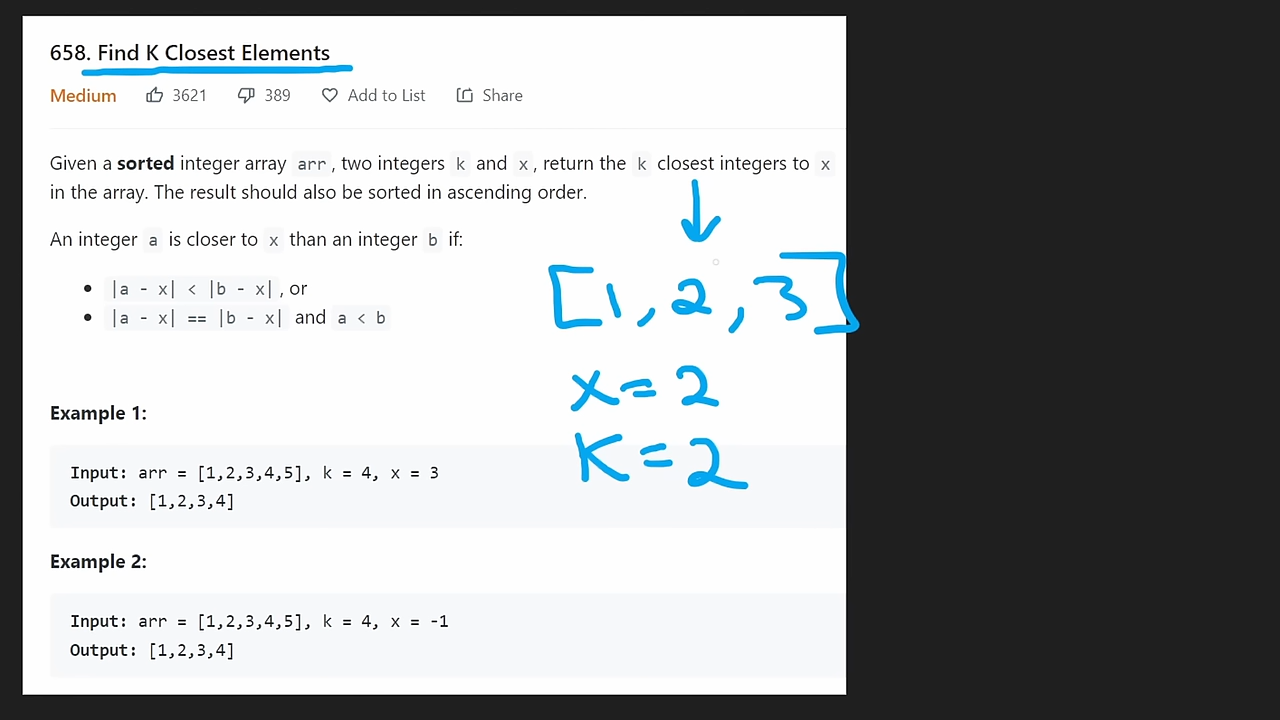 658. Find K Closest Elements
Medium 3621 389 Add to List Share
Given a sorted integer array arr, two integers k and x, return the k closest integers to x
in the array. The result should also be sorted in ascending order.
An integer a is closer to x than an integer b if:
|a - x| < |b - x|, or
|a - x| == |b - x| and a < b
[1, 2, 3]
x=2
K=2
Example 1:
Input: arr = [1,2,3,4,5], k = 4, x = 3
Output: [1,2,3,4]
Example 2:
Input: arr = [1,2,3,4,5], k = 4, x = -1
Output: [1,2,3,4]